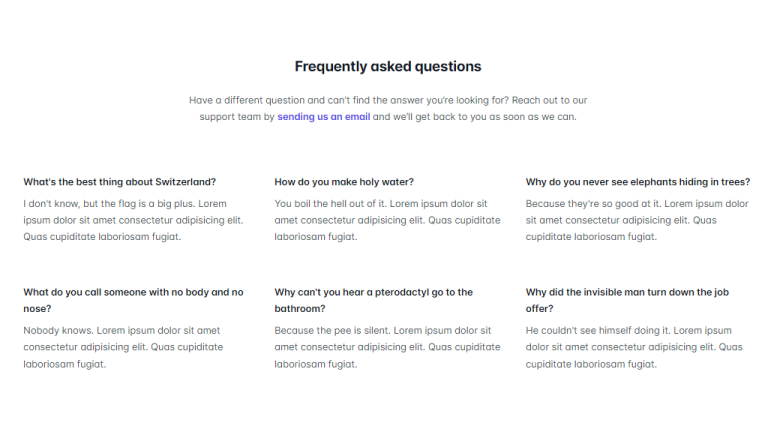 Frequently asked questions
Have a different question and can't find the answer you're looking for? Reach out to our
support team by sending us an email and we'll get back to you as soon as we can.
What's the best thing about Switzerland?
I don't know, but the flag is a big plus. Lorem
ipsum dolor sit amet consectetur adipisicing elit.
Quas cupiditate laboriosam fugiat.
How do you make holy water?
You boil the hell out of it. Lorem ipsum dolor sit
amet consectetur adipisicing elit. Quas cupiditate
laboriosam fugiat.
Why do you never see elephants hiding in trees?
Because they're so good at it. Lorem ipsum dolor
sit amet consectetur adipisicing elit. Quas
cupiditate laboriosam fugiat.
What do you call someone with no body and no
nose?
Nobody knows. Lorem ipsum dolor sit amet
consectetur adipisicing elit. Quas cupiditate
laboriosam fugiat.
Why can't you hear a pterodactyl go to the
bathroom?
Because the pee is silent. Lorem ipsum dolor sit
amet consectetur adipisicing elit. Quas cupiditate
laboriosam fugiat.
Why did the invisible man turn down the job
offer?
He couldn't see himself doing it. Lorem ipsum
dolor sit amet consectetur adipisicing elit. Quas
cupiditate laboriosam fugiat.